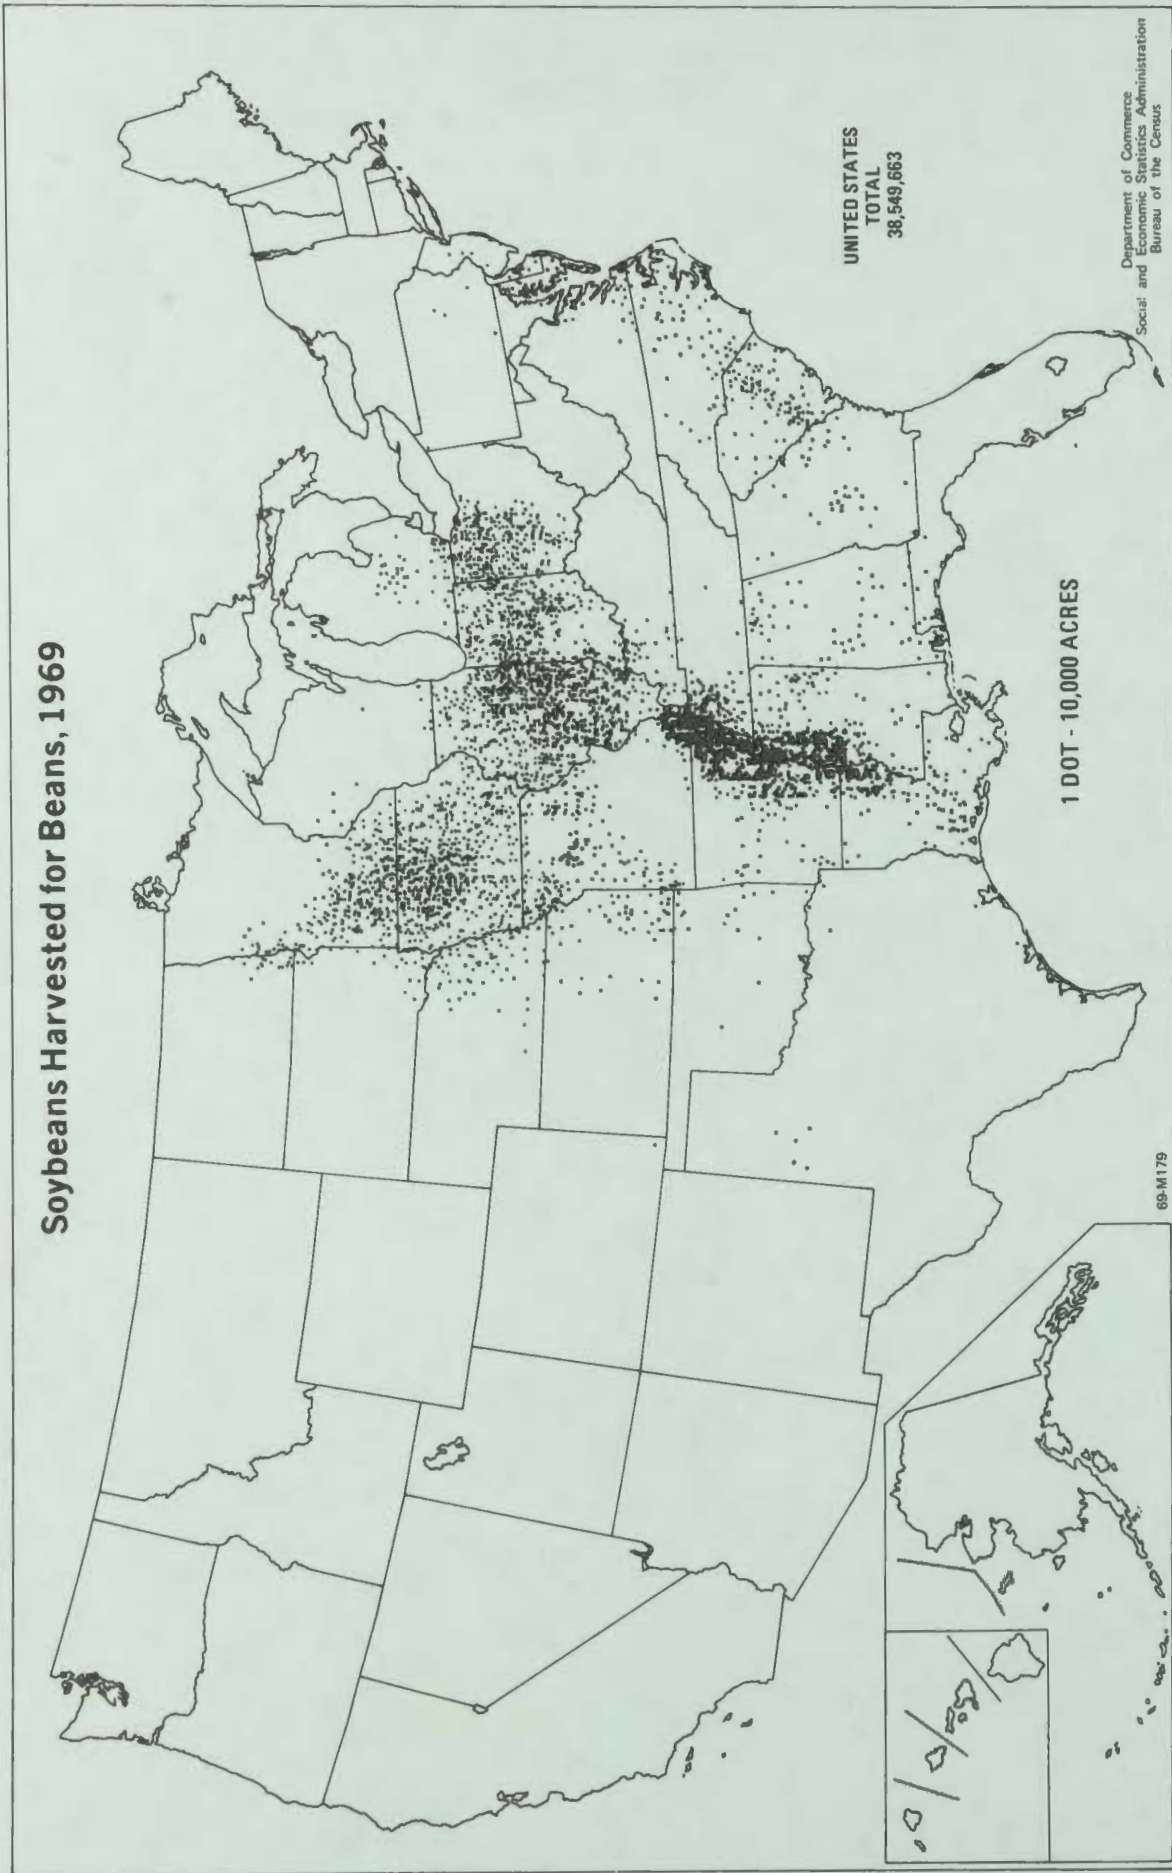 Soybeans Harvested for Beans, 1969
UNITED STATES
TOTAL
38,549,663
1 DOT - 10,000 ACRES
Department of Commerce
Social and Economic Statistics Administration
Bureau of the Census
69-M179